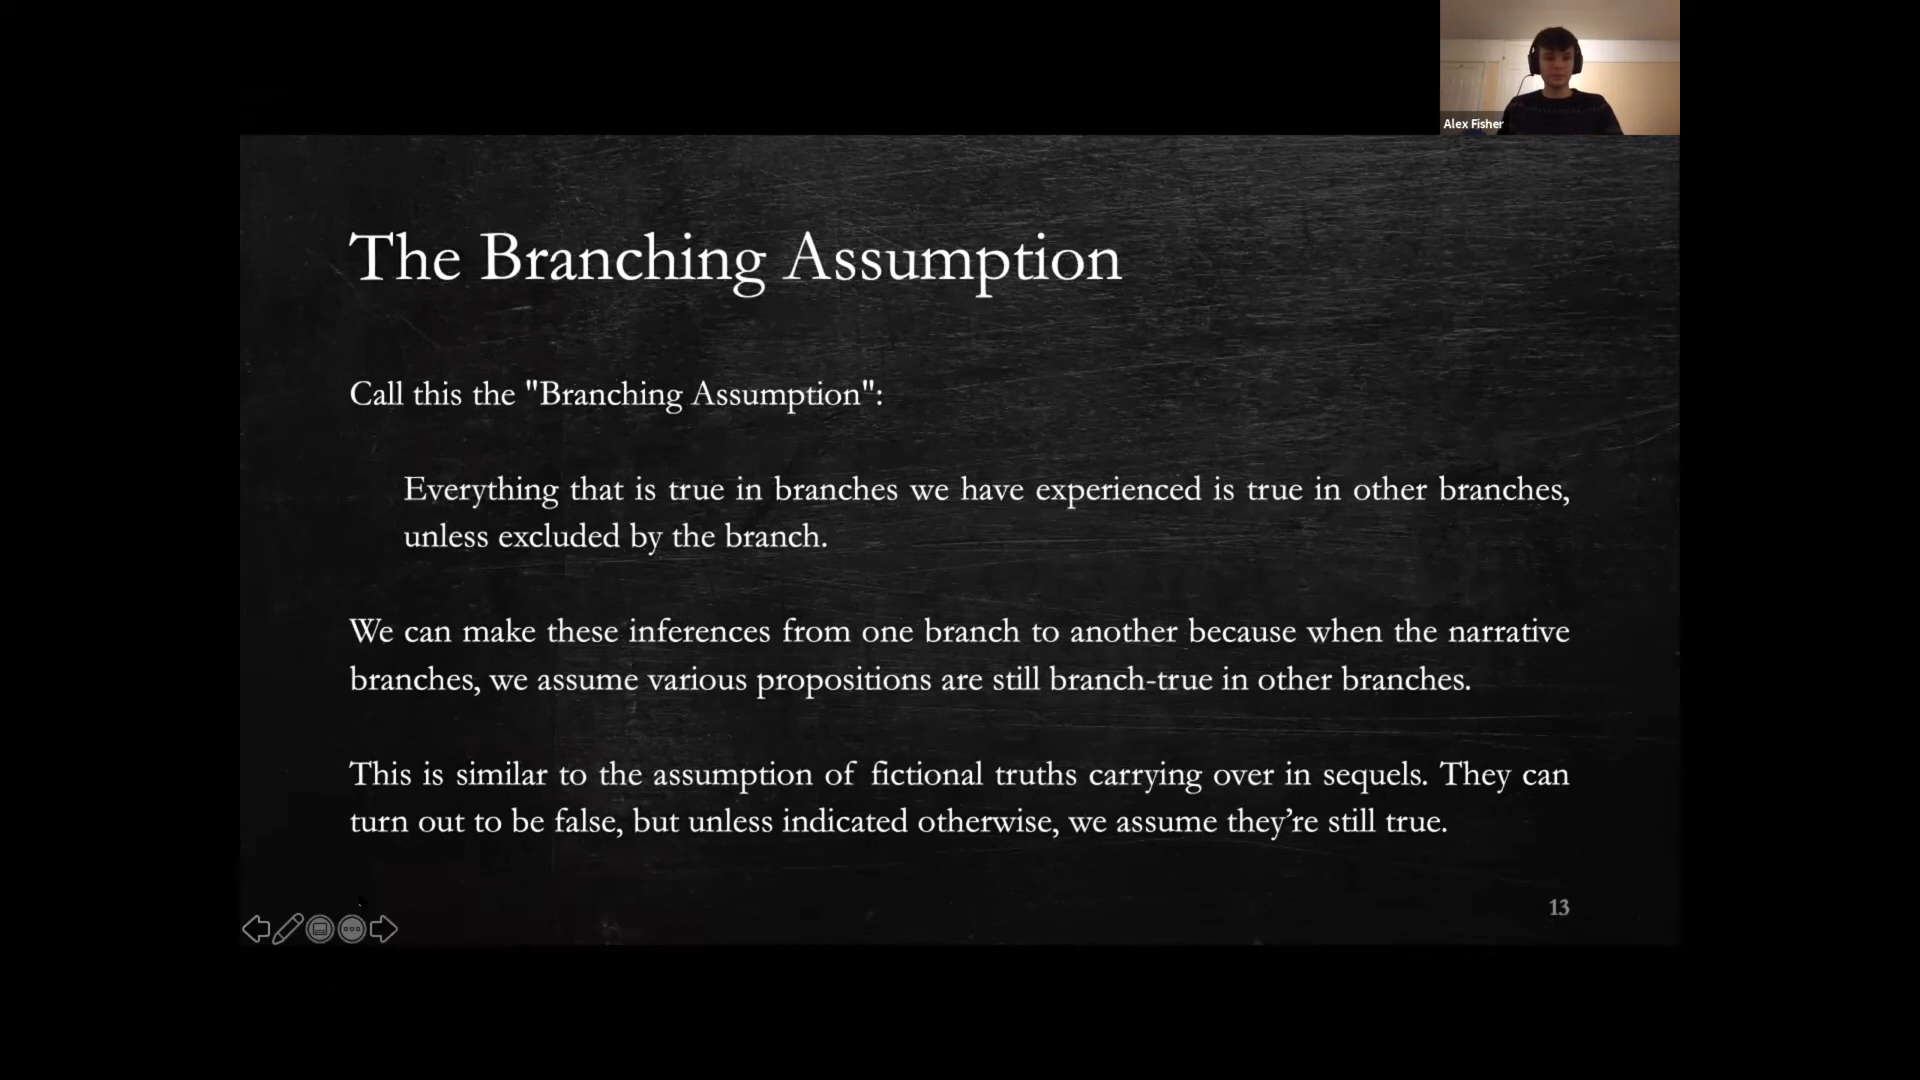 Alex Fisher
The Branching Assumption
Call this the "Branching Assumption":
Everything that is true in branches we have experienced is true in other branches,
unless excluded by the branch.
We can make these inferences from one branch to another because when the narrative
branches, we assume various propositions are still branch-true in other branches.
This is similar to the assumption of fictional truths carrying over in sequels. They can
turn out to be false, but unless indicated otherwise, we assume they’re still true.
13